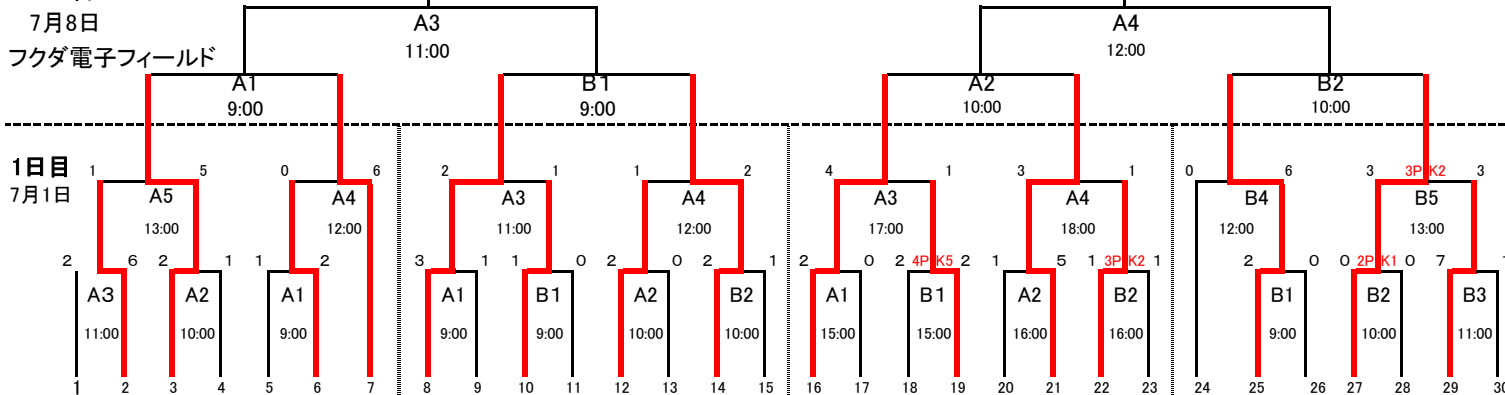 7月8日 A3 A4
フクダ電子フィールド 11:00 12:00
A1 B1 A2 B2
9:00 9:00 10:00 10:00
1日目 1 5 0 6 2 1 1 2 4 1 3 1 0 6 3 3PK2 3
7月1日 A5 A4 A3 A4 A3 A4 B4 B5
13:00 12:00 11:00 12:00 17:00 18:00 12:00 13:00
2 6 2 1 1 2 3 1 1 0 2 0 2 1 2 0 2 4PK5 2 1 5 1 3PK2 1 2 0 0 2PK1 0 7 1
A3 A2 A1 A1 B1 A2 B2 A1 B1 A2 B2 B1 B2 B3
11:00 10:00 9:00 9:00 9:00 10:00 10:00 15:00 15:00 16:00 16:00 9:00 10:00 11:00
1 2 3 4 5 6 7 8 9 10 11 12 13 14 15 16 17 18 19 20 21 22 23 24 25 26 27 28 29 30